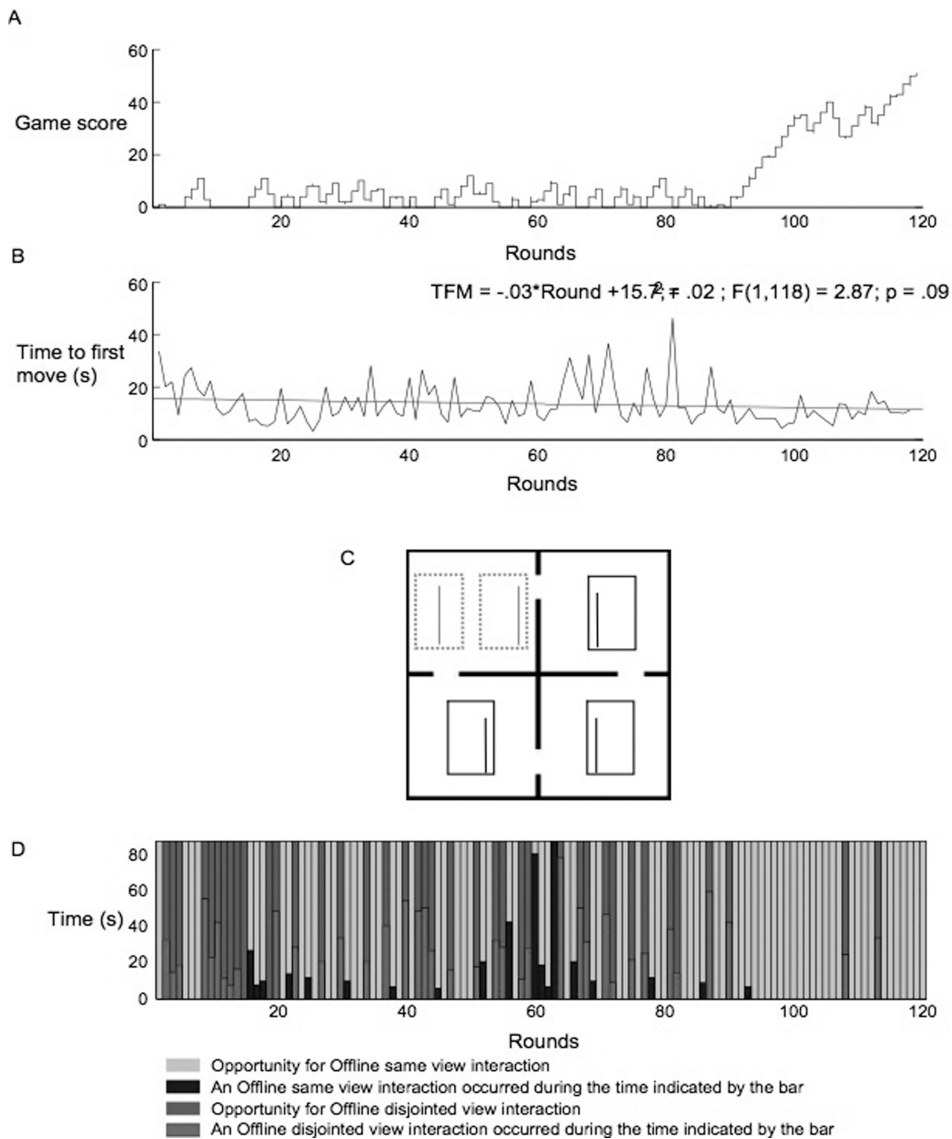 A
60
40
20
0
Game score
20 40 60 80 100 120
Rounds
B
TFM = -.03*Round +15.7; = .02 ; F(1,118) = 2.87; p = .09
60
40
20
0
Time to first
move (s)
20 40 60 80 100 120
Rounds
C
D
80
60
40
20
0
Time (s)
20 40 60 80 100 120
Rounds
Opportunity for Offline same view interaction
An Offline same view interaction occurred during the time indicated by the bar
Opportunity for Offline disjointed view interaction
An Offline disjointed view interaction occurred during the time indicated by the bar